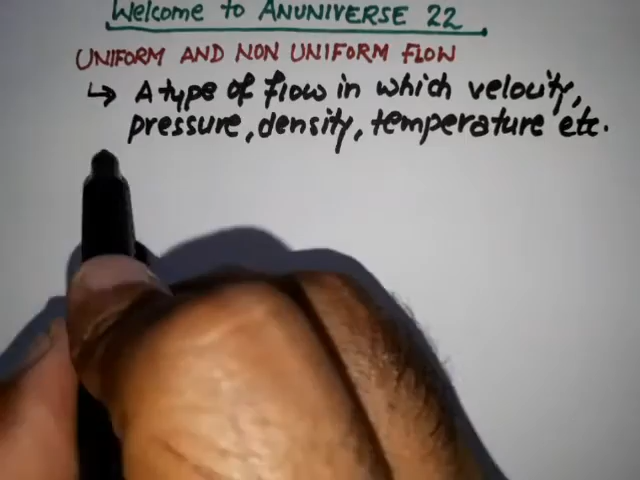 Welcome to ANUNIVERSE 22
UNIFORM AND NON UNIFORM FLOW
↳ A type of flow in which velocity,
pressure, density, temperature etc.